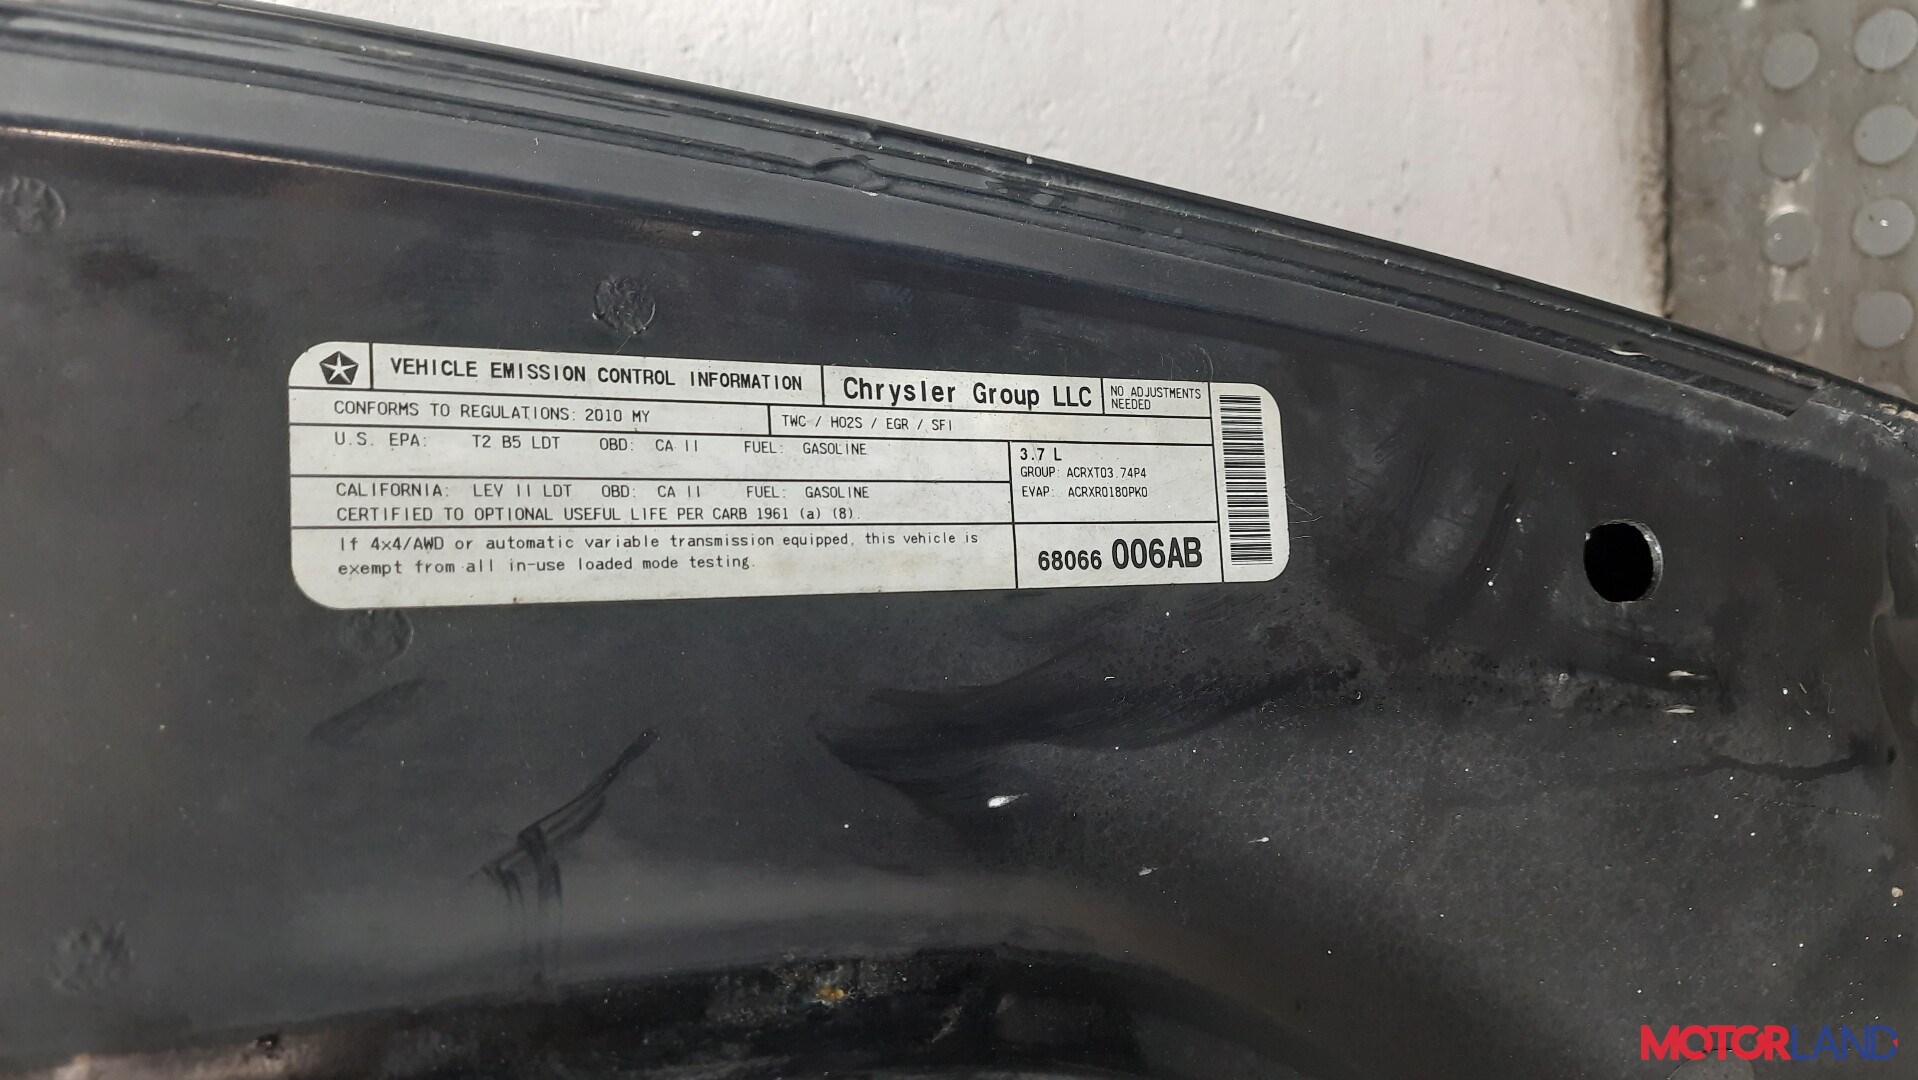 VEHICLE EMISSION CONTROL INFORMATION
Chrysler Group LLC
NO ADJUSTMENTS
NEEDED
CONFORMS TO REGULATIONS: 2010 MY
TWC / HO2S / EGR / SFI
U.S. EPA: T2 B5 LDT OBD: CA II FUEL: GASOLINE
3.7 L
GROUP: ACRXT03.74P4
EVAP: ACRXR0180PK0
CALIFORNIA: LEV II LDT OBD: CA II FUEL: GASOLINE
CERTIFIED TO OPTIONAL USEFUL LIFE PER CARB 1961 (a) (8).
If 4x4/AWD or automatic variable transmission equipped, this vehicle is
exempt from all in-use loaded mode testing.
68066 006AB
MOTORLAND